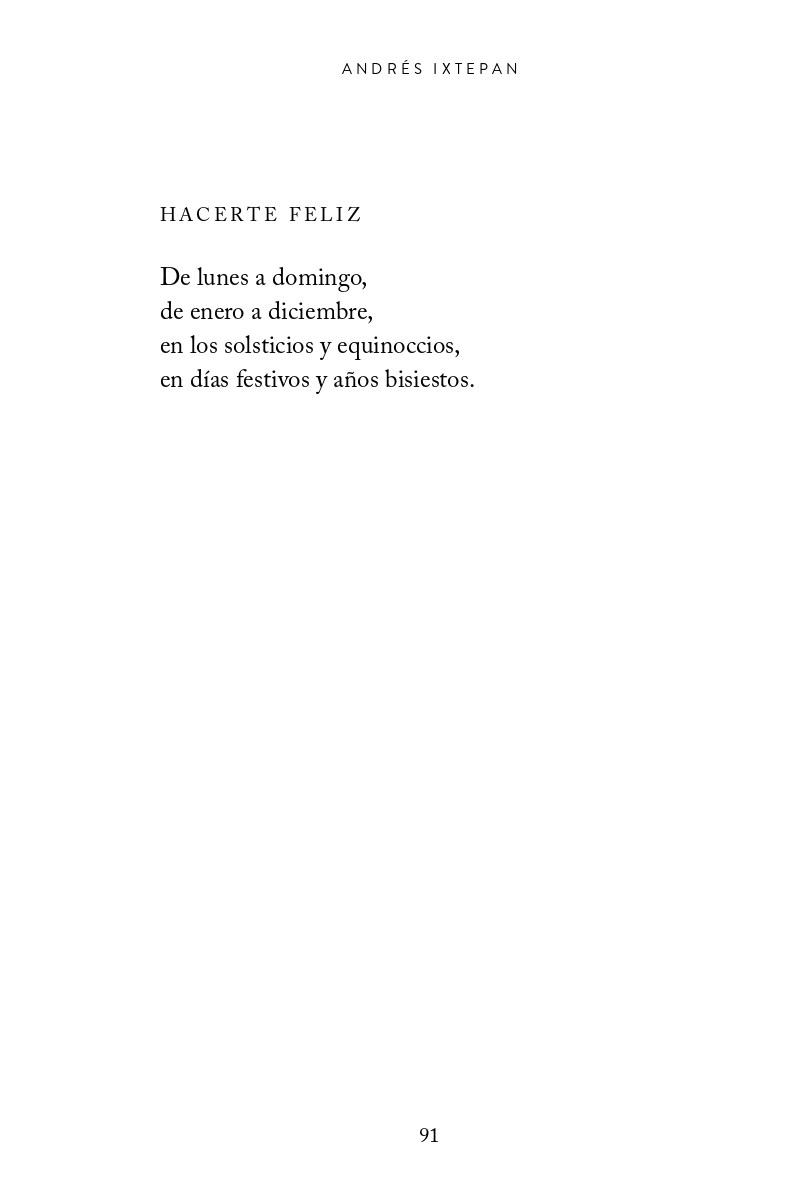 ANDRÉS IXTEPAN
HACERTE FELIZ
De lunes a domingo,
de enero a diciembre,
en los solsticios y equinoccios,
en días festivos y años bisiestos.
91